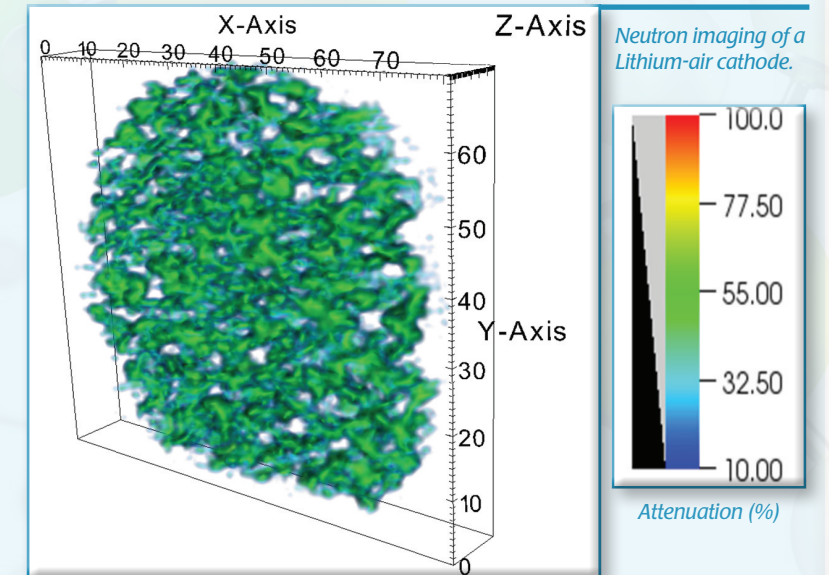 X-Axis
Z-Axis
0 10 20 30 40 50 60 70
60
50
40
Y-Axis
30
20
10
0
Neutron imaging of a
Lithium-air cathode.
100.0
77.50
55.00
32.50
10.00
Attenuation (%)